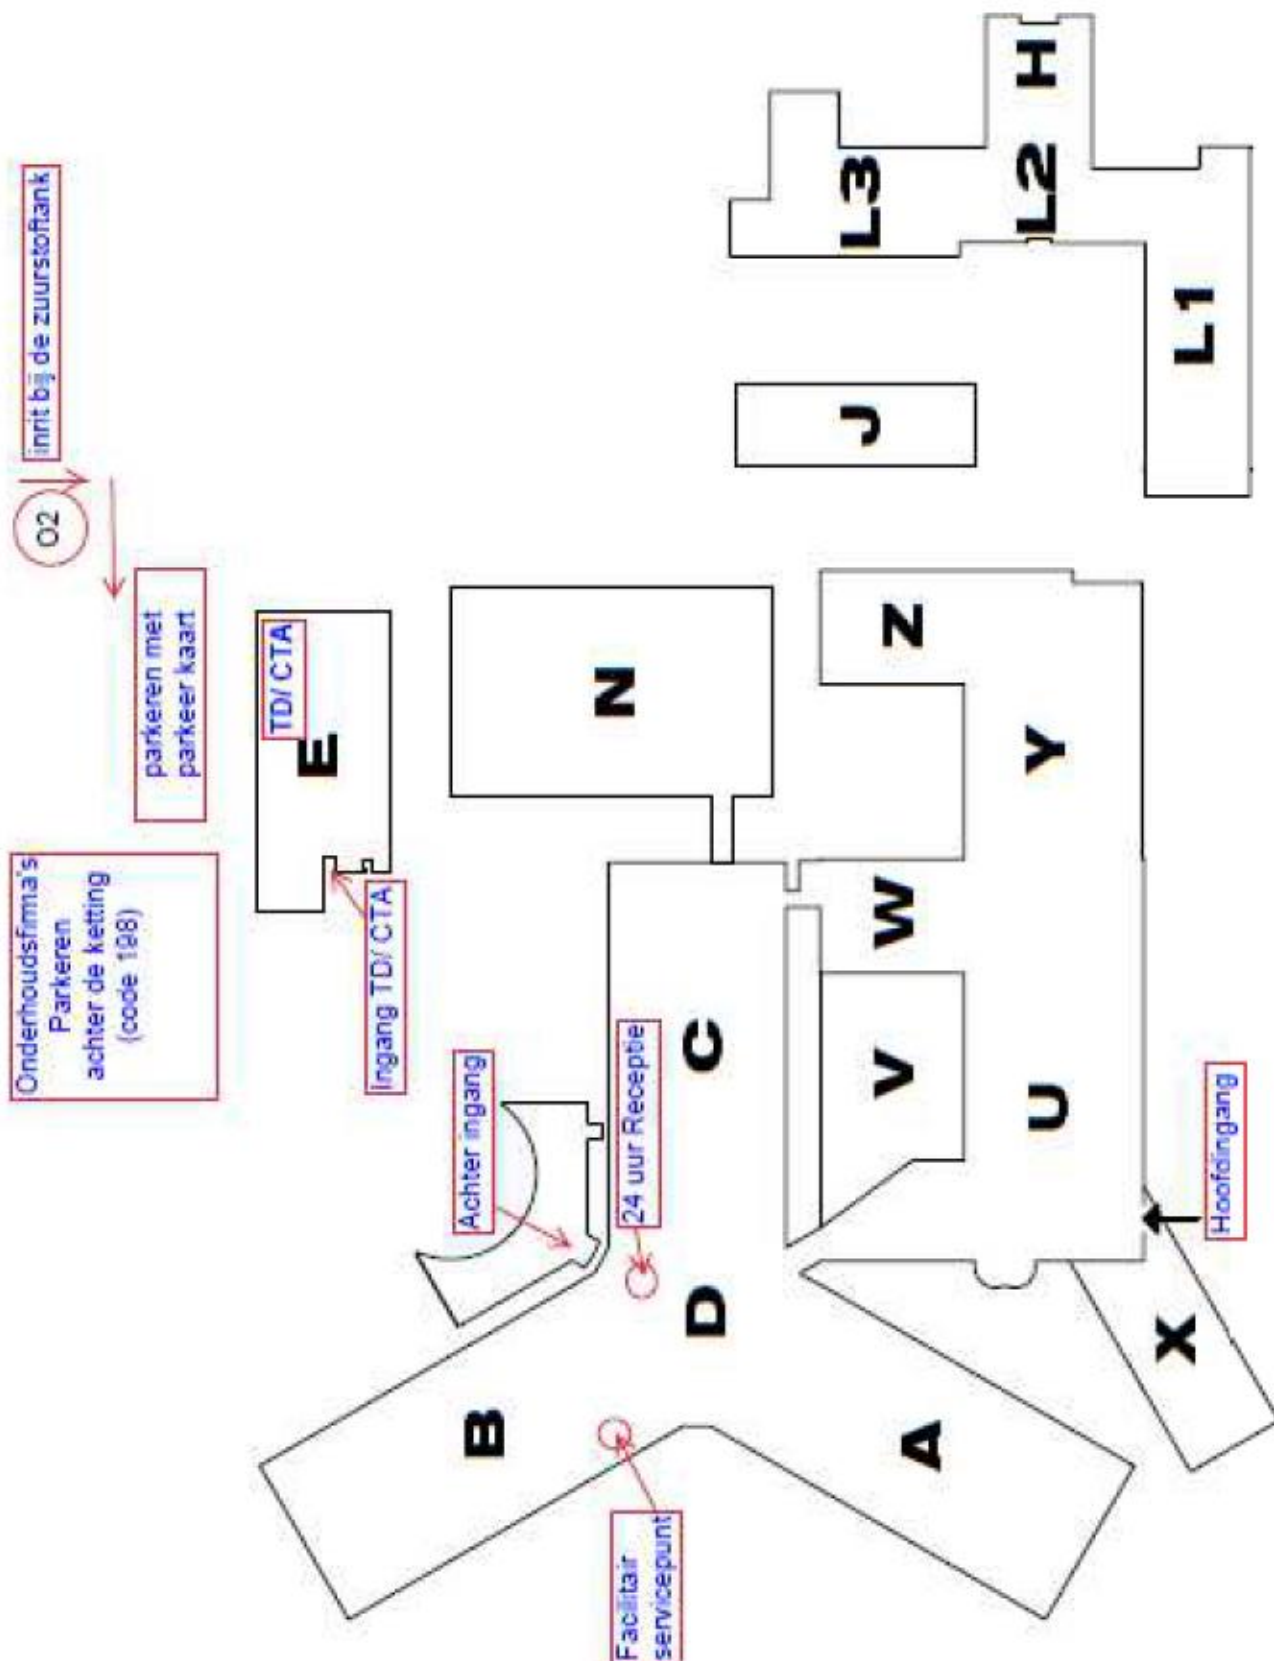 Onderhoudsfirma's
Parkeren
achter de ketting
(code 198)
parkeren met
parkeer kaart
O2
inrit bij de zuurstoftank
TD/ CTA
E
Ingang TD/ CTA
Achter ingang
24 uur Receptie
Facilitair
servicepunt
B
D
C
N
A
V
W
Z
J
L3
X
U
Y
L2
H
L1
Hoofdingang